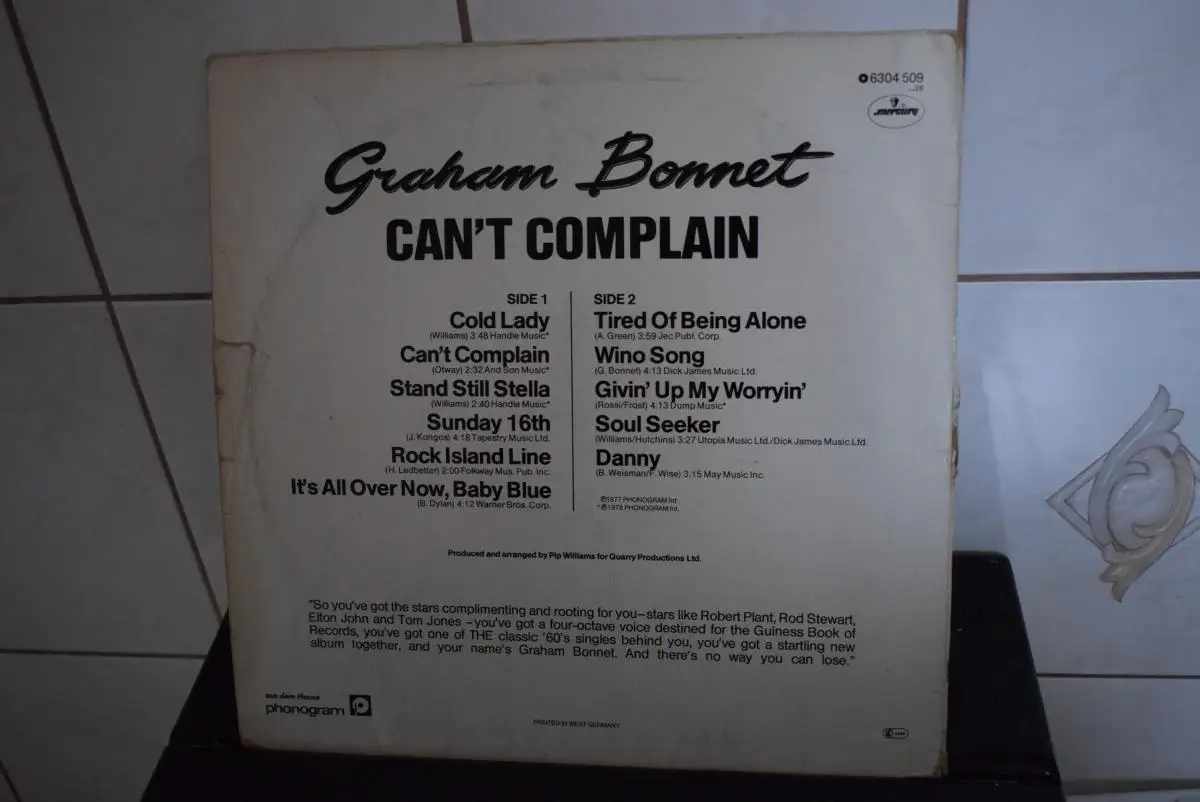 6304 509
mercury
Graham Bonnet
CAN'T COMPLAIN
SIDE 1
Cold Lady
(Williams) 3:48 Handle Music*
Can't Complain
(Otway) 2:32 And Son Music*
Stand Still Stella
(Williams) 2:40 Handle Music*
Sunday 16th
(J. Kongos) 4:18 Tapestry Music Ltd.
Rock Island Line
(H. Ledbetter) 2:00 Folkway Mus. Pub. Inc.
It's All Over Now, Baby Blue
(B. Dylan) 4:12 Warner Bros. Corp.
SIDE 2
Tired Of Being Alone
(A. Green) 3:59 Jec Publ. Corp.
Wino Song
(G. Bonnet) 4:13 Dick James Music Ltd.
Givin' Up My Worryin'
(Rossi/Frost) 4:13 Dump Music*
Soul Seeker
(Williams/Hutchins) 3:27 Utopia Music Ltd./Dick James Music Ltd.
Danny
(B. Weisman/F. Wise) 3:15 May Music Inc.
℗1977 PHONOGRAM Int.
*℗1978 PHONOGRAM Int.
Produced and arranged by Pip Williams for Quarry Productions Ltd.
"So you've got the stars complimenting and rooting for you—stars like Robert Plant, Rod Stewart,
Elton John and Tom Jones –you've got a four-octave voice destined for the Guiness Book of
Records, you've got one of THE classic '60's singles behind you, you've got a startling new
album together, and your name's Graham Bonnet. And there's no way you can lose."
aus dem Hause
phonogram
PRINTED IN WEST GERMANY